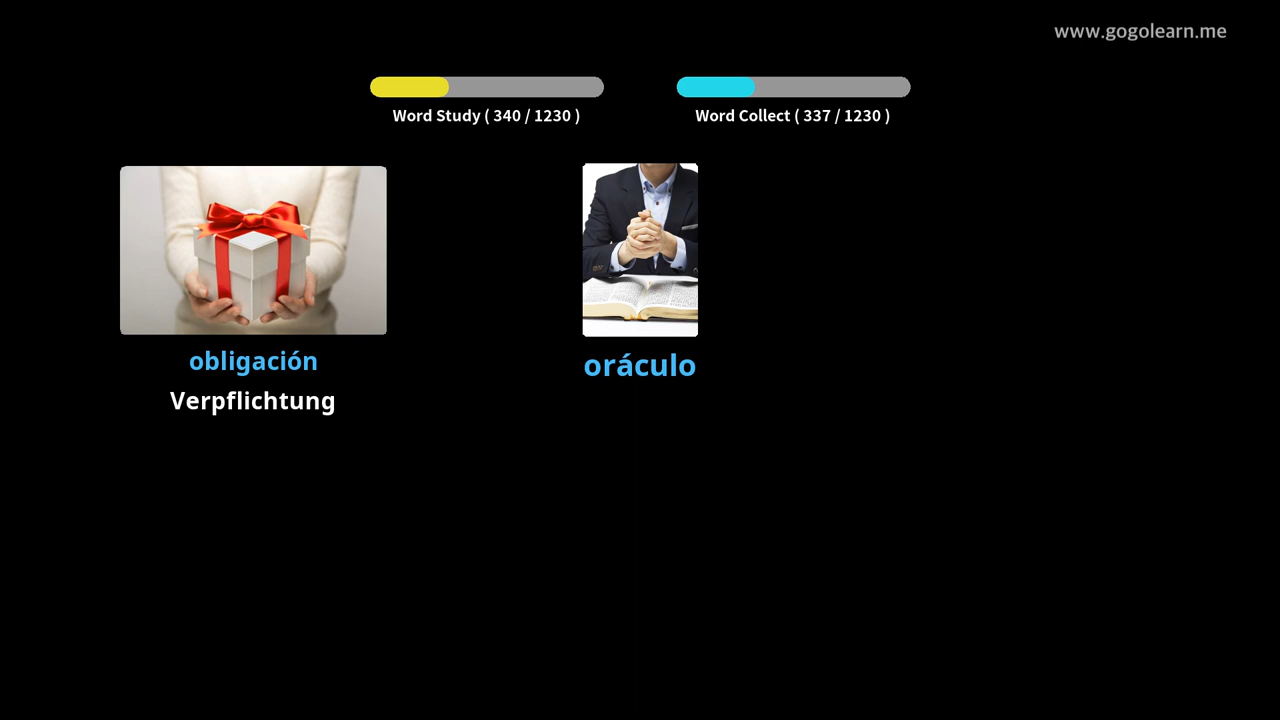 www.gogolearn.me
Word Study ( 340 / 1230 )
Word Collect ( 337 / 1230 )
obligación
Verpflichtung
oráculo